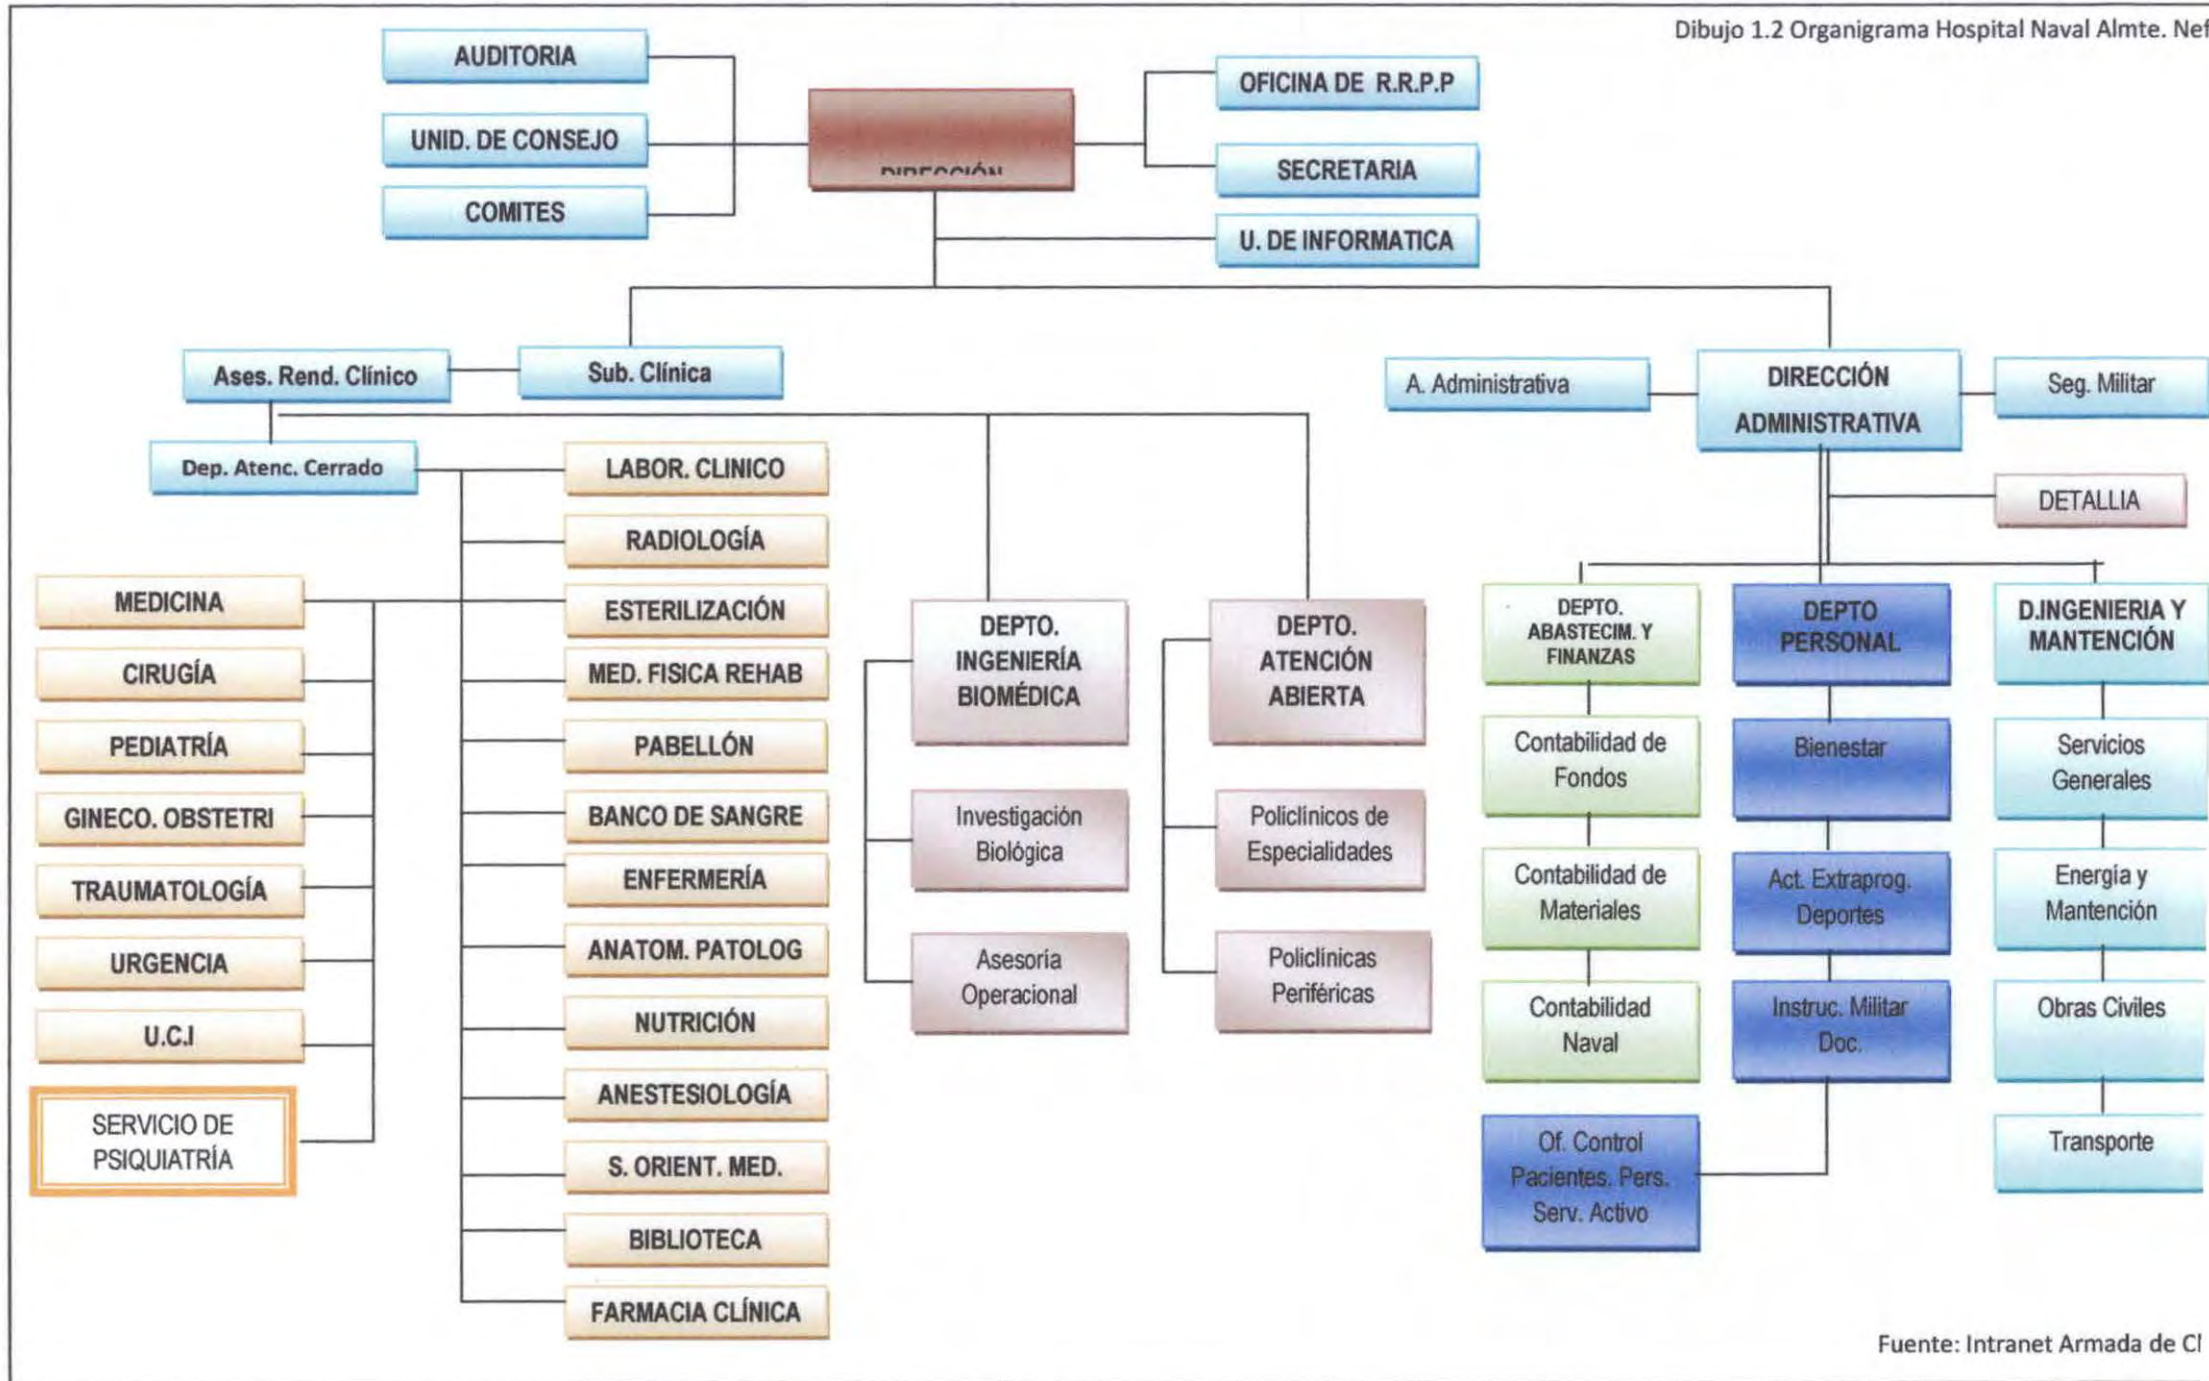 Dibujo 1.2 Organigrama Hospital Naval Almte. Nef
AUDITORIA
UNID. DE CONSEJO
COMITES
DIRECCIÓN
OFICINA DE R.R.P.P
SECRETARIA
U. DE INFORMATICA
Ases. Rend. Clínico
Sub. Clínica
A. Administrativa
DIRECCIÓN
ADMINISTRATIVA
Seg. Militar
DETALLIA
Dep. Atenc. Cerrado
MEDICINA
CIRUGÍA
PEDIATRÍA
GINECO. OBSTETRI
TRAUMATOLOGÍA
URGENCIA
U.C.I
SERVICIO DE
PSIQUIATRÍA
LABOR. CLINICO
RADIOLOGÍA
ESTERILIZACIÓN
MED. FISICA REHAB
PABELLÓN
BANCO DE SANGRE
ENFERMERÍA
ANATOM. PATOLOG
NUTRICIÓN
ANESTESIOLOGÍA
S. ORIENT. MED.
BIBLIOTECA
FARMACIA CLÍNICA
DEPTO.
INGENIERÍA
BIOMÉDICA
Investigación
Biológica
Asesoría
Operacional
DEPTO.
ATENCIÓN
ABIERTA
Policlínicos de
Especialidades
Policlínicas
Periféricas
DEPTO.
ABASTECIM. Y
FINANZAS
Contabilidad de
Fondos
Contabilidad de
Materiales
Contabilidad
Naval
DEPTO
PERSONAL
Bienestar
Act. Extraprog.
Deportes
Instruc. Militar
Doc.
Of. Control
Pacientes. Pers.
Serv. Activo
D.INGENIERIA Y
MANTENCIÓN
Servicios
Generales
Energía y
Mantención
Obras Civiles
Transporte
Fuente: Intranet Armada de Cl